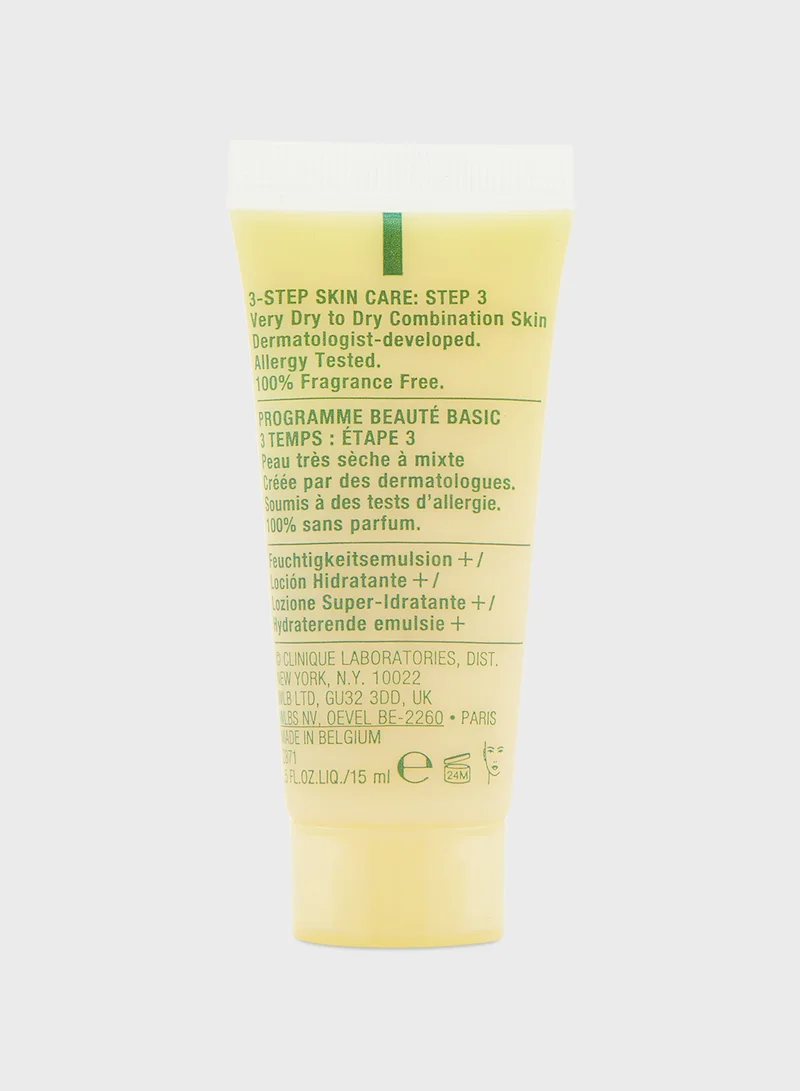 3-STEP SKIN CARE: STEP 3
Very Dry to Dry Combination Skin
Dermatologist-developed.
Allergy Tested.
100% Fragrance Free.
PROGRAMME BEAUTÉ BASIC
3 TEMPS : ÉTAPE 3
Peau très sèche à mixte
Créée par des dermatologues.
Soumis à des tests d'allergie.
100% sans parfum.
Feuchtigkeitsemulsion +/
Loción Hidratante +/
Lozione Super-Idratante +/
Hydraterende emulsie +
© CLINIQUE LABORATORIES, DIST.
NEW YORK, N.Y. 10022
LTD, GU32 3DD, UK
NV, OEVEL BE-2260 • PARIS
MADE IN BELGIUM
FL.OZ.LIQ./15 ml e 24M